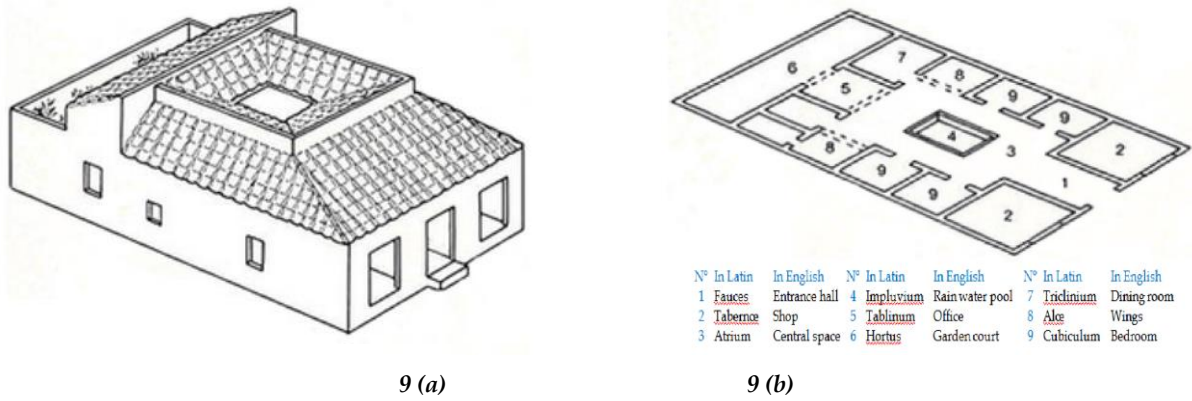 7
6
8
5
9
9
4
2
3
8
1
9
9
2
N° In Latin In English N° In Latin In English N° In Latin In English
1 Fauces Entrance hall 4 Impluvium Rain water pool 7 Triclinium Dining room
2 Tabernœ Shop 5 Tablinum Office 8 Alœ Wings
3 Atrium Central space 6 Hortus Garden court 9 Cubiculum Bedroom
9 (a) 9 (b)